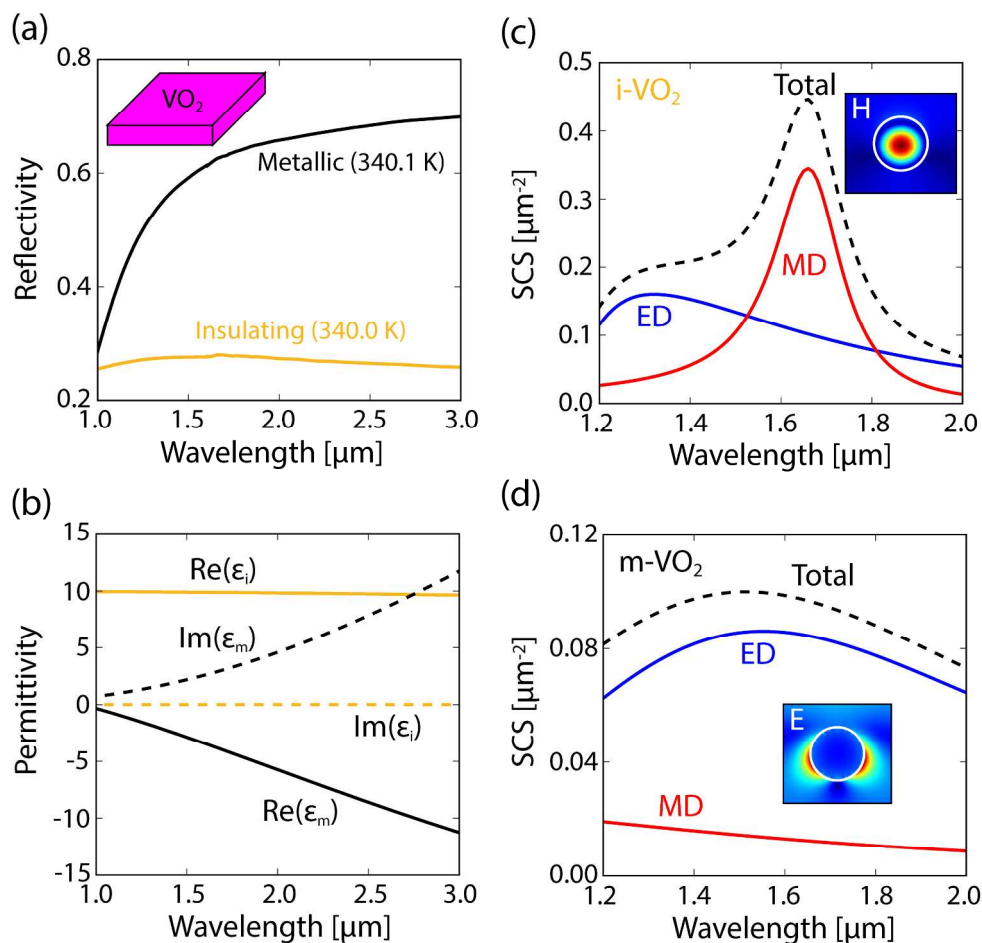 (a)
0.8
0.6
0.4
0.2
Reflectivity
VO₂
Metallic (340.1 K)
Insulating (340.0 K)
1.0 1.5 2.0 2.5 3.0
Wavelength [μm]
(c)
0.5
0.4
0.3
0.2
0.1
0.0
SCS [μm⁻²]
i-VO₂
Total
H
MD
ED
1.2 1.4 1.6 1.8 2.0
Wavelength [μm]
(b)
15
10
5
0
-5
-10
-15
Permittivity
Re(εᵢ)
Im(εₘ)
Im(εᵢ)
Re(εₘ)
1.0 1.5 2.0 2.5 3.0
Wavelength [μm]
(d)
0.12
0.08
0.04
0.00
SCS [μm⁻²]
m-VO₂
Total
ED
E
MD
1.2 1.4 1.6 1.8 2.0
Wavelength [μm]